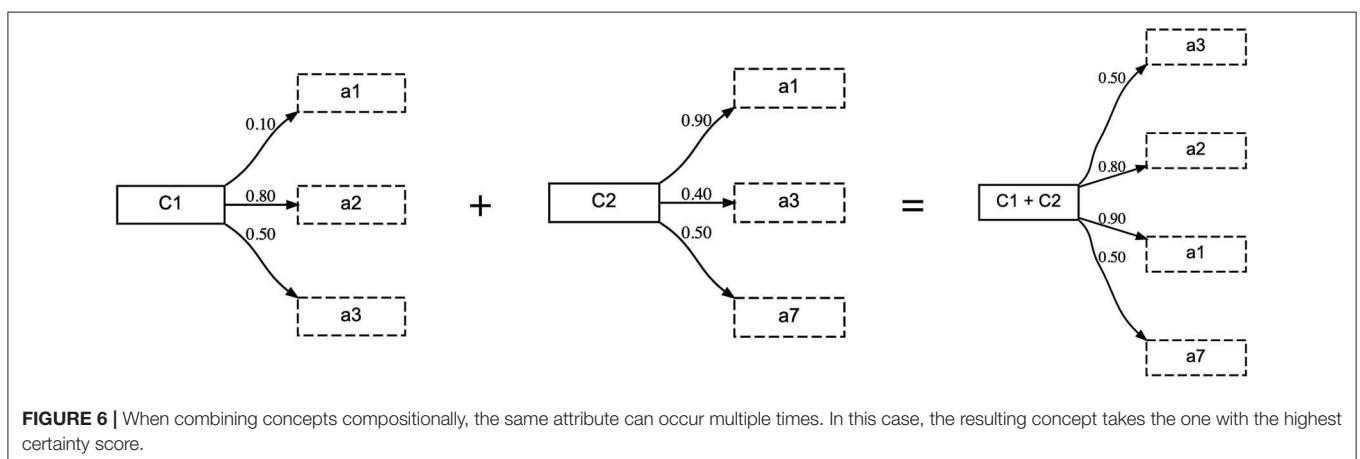 a1
0.10
C1
0.80
a2
0.50
a3
+
a1
0.90
C2
0.40
a3
0.50
a7
=
a3
0.50
a2
0.80
C1 + C2
0.90
a1
0.50
a7
FIGURE 6 | When combining concepts compositionally, the same attribute can occur multiple times. In this case, the resulting concept takes the one with the highest
certainty score.